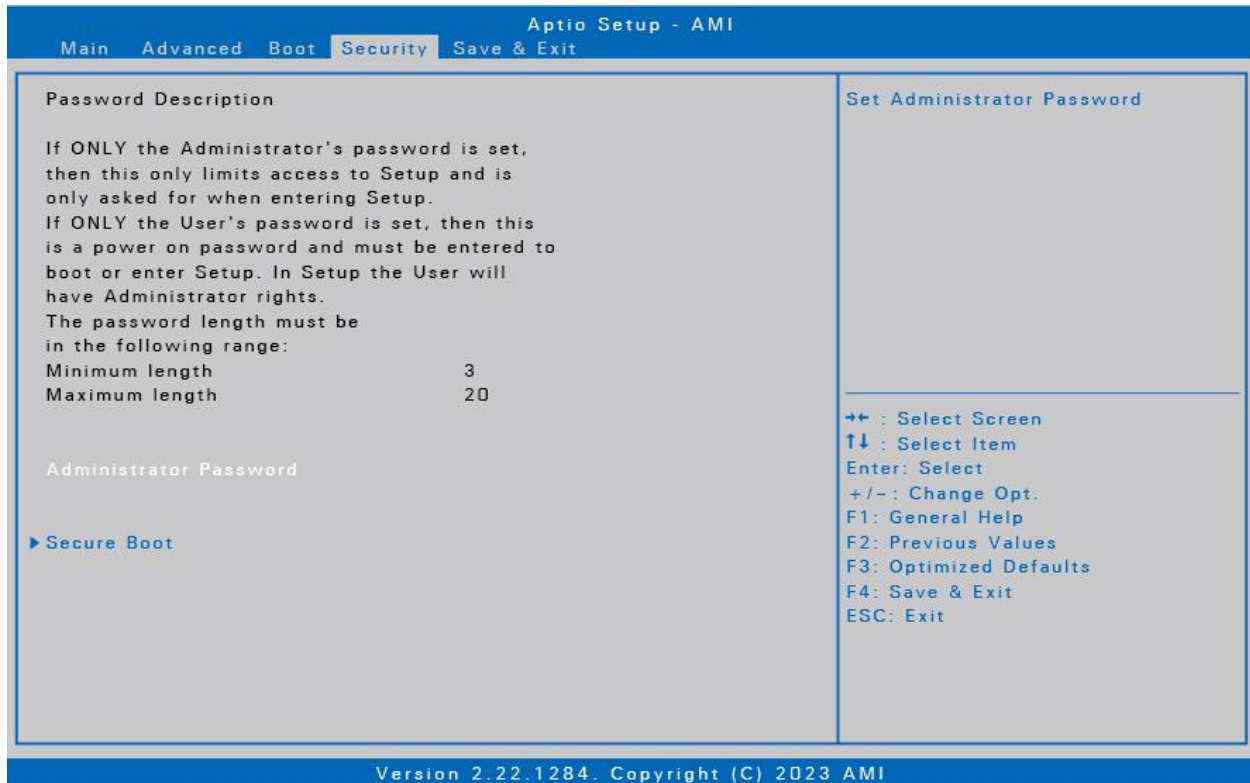 Aptio Setup - AMI
Main Advanced Boot Security Save & Exit
Password Description
If ONLY the Administrator's password is set,
then this only limits access to Setup and is
only asked for when entering Setup.
If ONLY the User's password is set, then this
is a power on password and must be entered to
boot or enter Setup. In Setup the User will
have Administrator rights.
The password length must be
in the following range:
Minimum length 3
Maximum length 20
Administrator Password
▶ Secure Boot
Set Administrator Password
→← : Select Screen
↑↓ : Select Item
Enter: Select
+/-: Change Opt.
F1: General Help
F2: Previous Values
F3: Optimized Defaults
F4: Save & Exit
ESC: Exit
Version 2.22.1284. Copyright (C) 2023 AMI